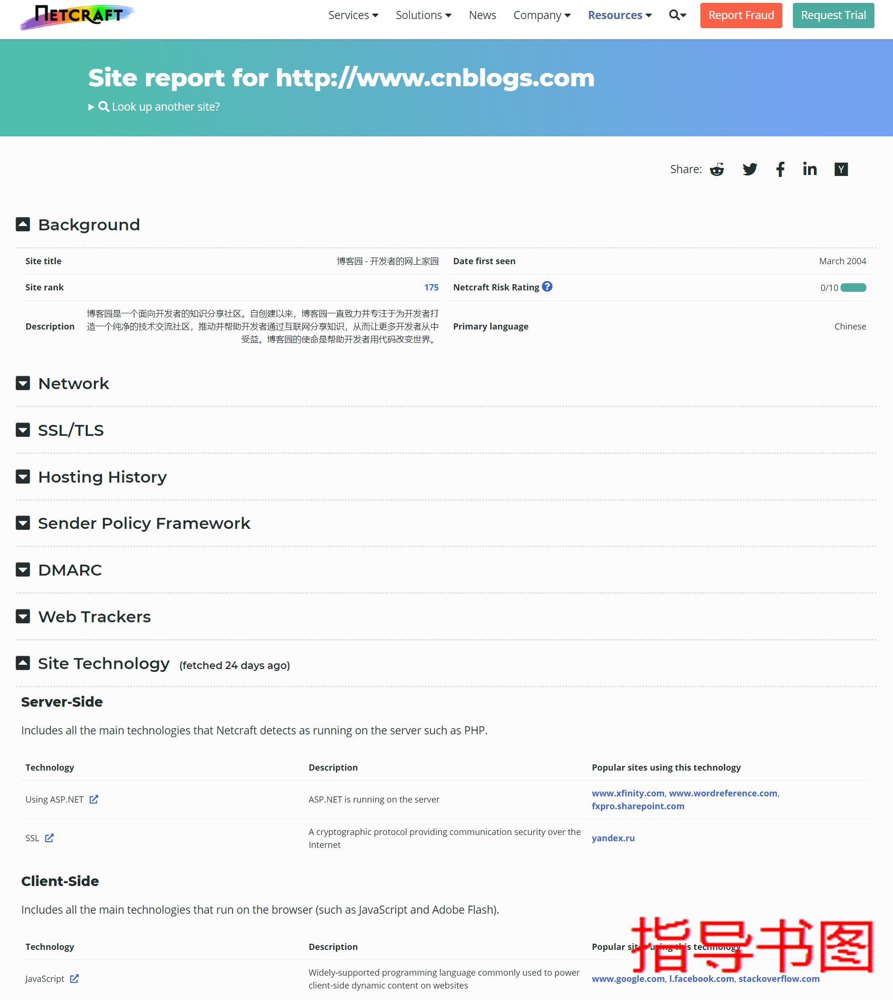 NETCRAFT
Services Solutions News Company Resources Report Fraud Request Trial
Site report for http://www.cnblogs.com
Look up another site?
Share:
Background
Site title 博客园 - 开发者的网上家园 Date first seen March 2004
Site rank 175 Netcraft Risk Rating ? 0/10
Description 博客园是一个面向开发者的知识分享社区。自创建以来，博客园一直致力并专注于为开发者打
造一个纯净的技术交流社区，推动并帮助开发者通过互联网分享知识，从而让更多开发者从中
受益。博客园的使命是帮助开发者用代码改变世界。
Primary language Chinese
Network
SSL/TLS
Hosting History
Sender Policy Framework
DMARC
Web Trackers
Site Technology (fetched 24 days ago)
Server-Side
Includes all the main technologies that Netcraft detects as running on the server such as PHP.
Technology Description Popular sites using this technology
Using ASP.NET ASP.NET is running on the server www.xfinity.com, www.wordreference.com,
fxpro.sharepoint.com
SSL A cryptographic protocol providing communication security over the
Internet
yandex.ru
Client-Side
Includes all the main technologies that run on the browser (such as JavaScript and Adobe Flash).
Technology Description Popular sites using this technology
JavaScript Widely-supported programming language commonly used to power
client-side dynamic content on websites
www.google.com, l.facebook.com, stackoverflow.com
指导书图